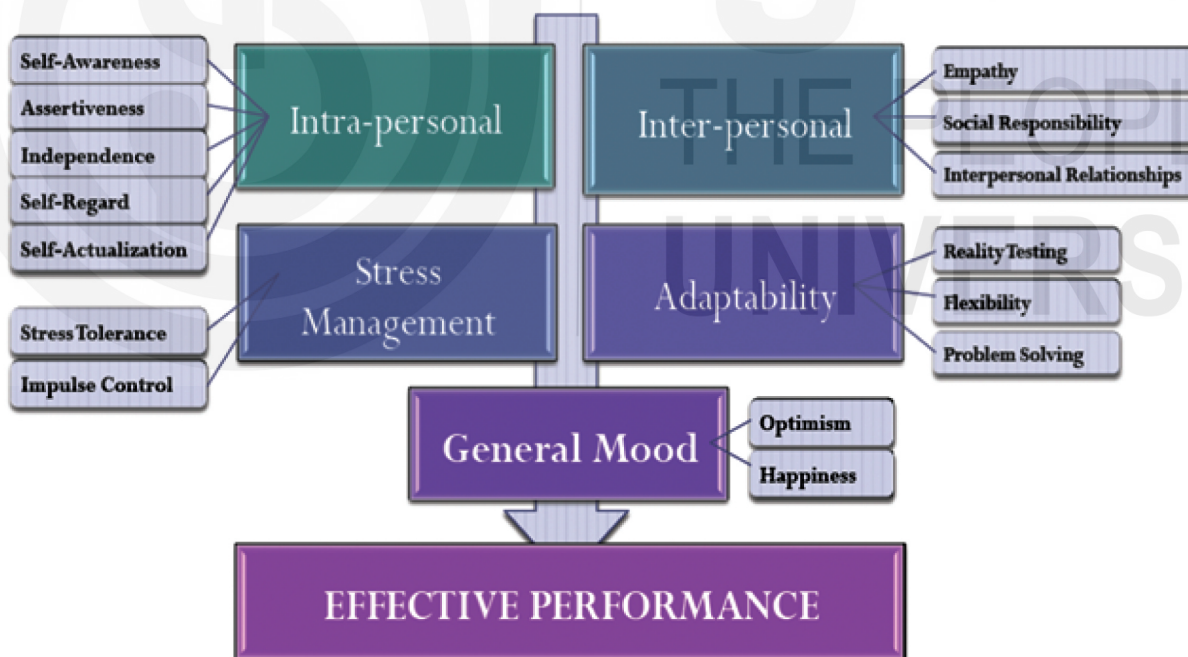 Self-Awareness
Assertiveness
Independence
Self-Regard
Self-Actualization
Intra-personal
Inter-personal
Empathy
Social Responsibility
Interpersonal Relationships
Stress Tolerance
Impulse Control
Stress
Management
Adaptability
Reality Testing
Flexibility
Problem Solving
General Mood
Optimism
Happiness
EFFECTIVE PERFORMANCE
THE